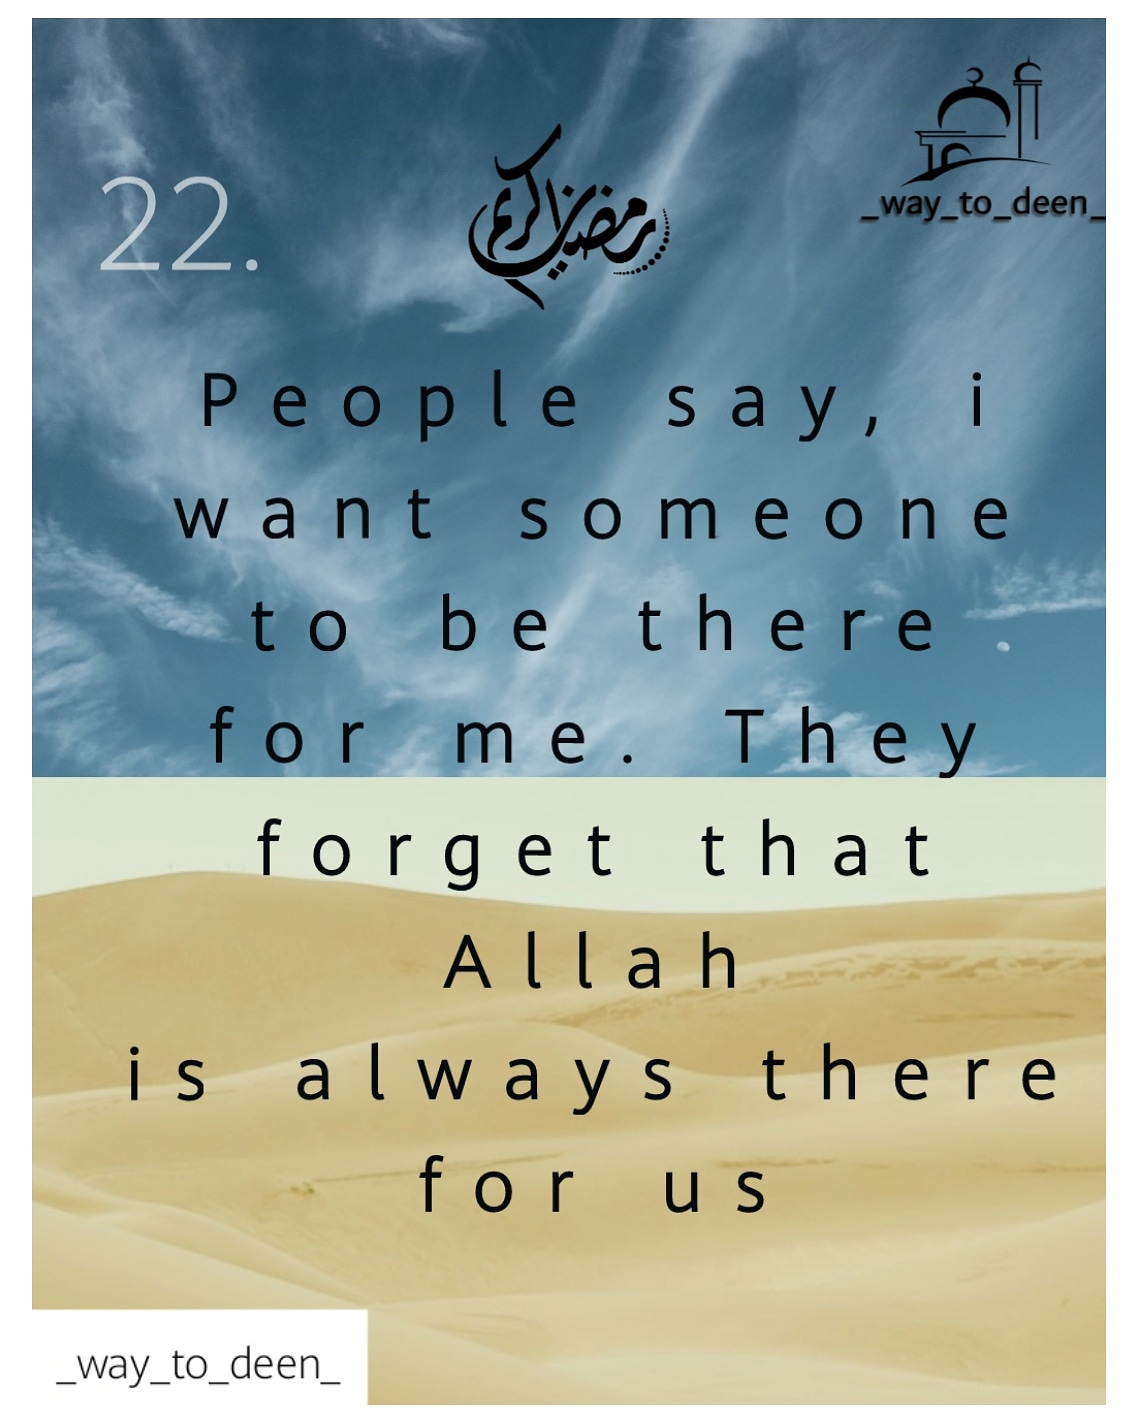 22.
رمضان كريم
_way_to_deen_
People say, i
want someone
to be there
for me. They
forget that
Allah
is always there
for us
_way_to_deen_